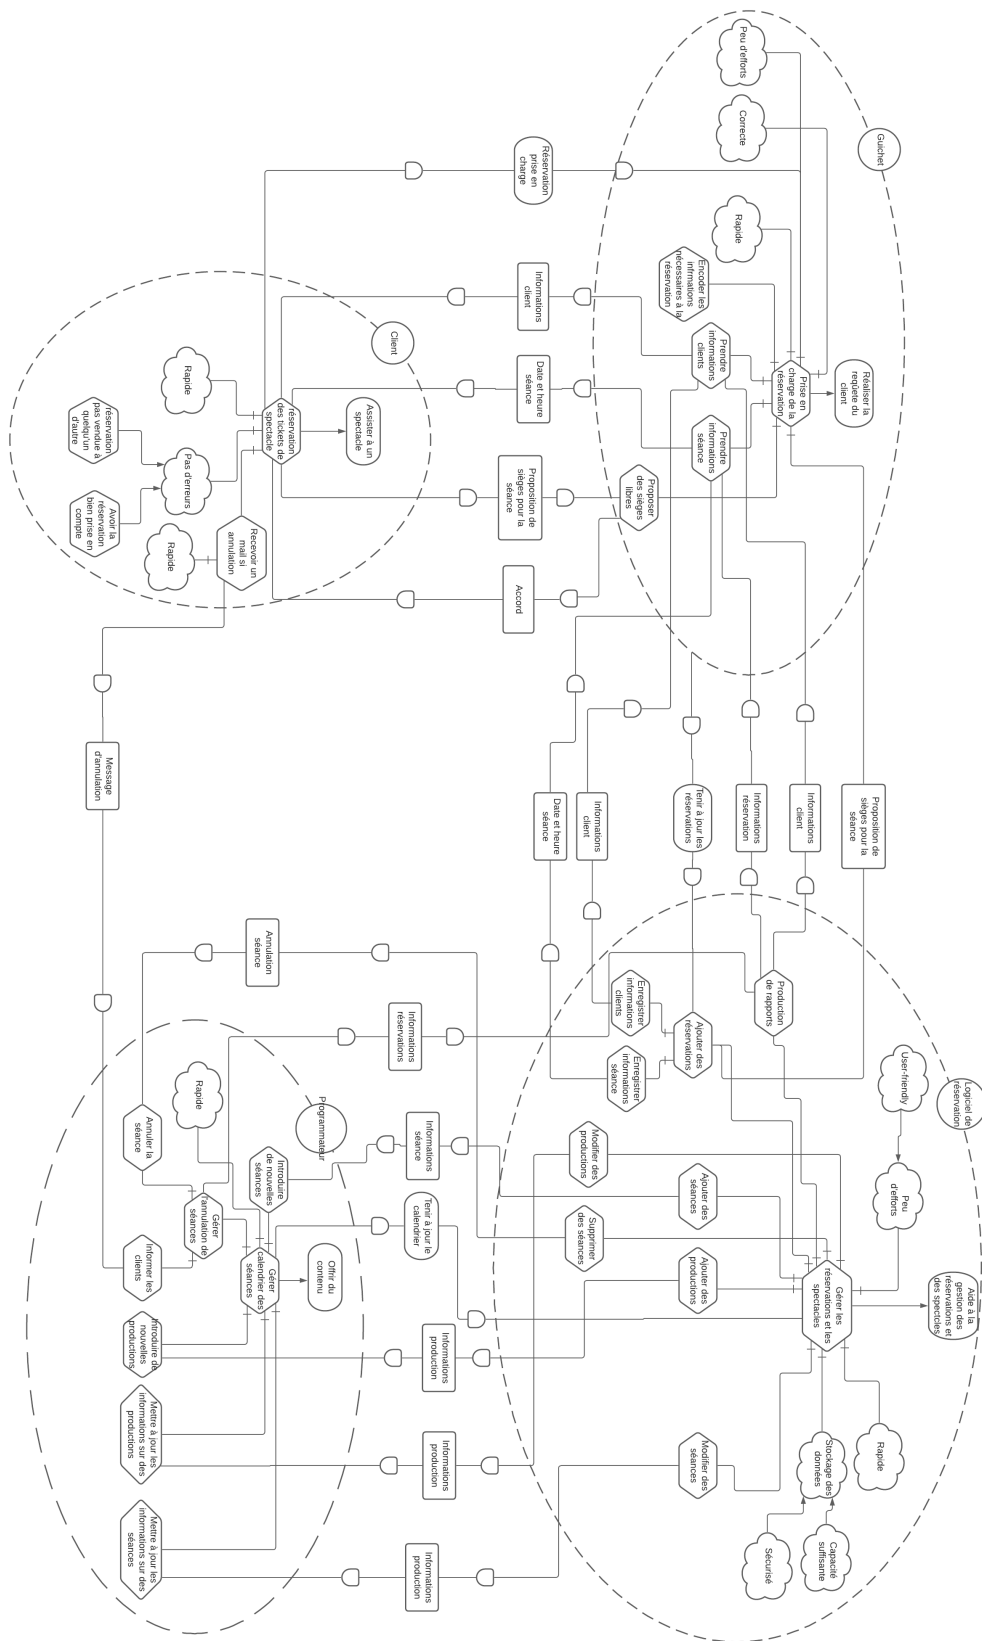 Guichet
Réaliser la
reqûete du
client
Prise en
charge de la
réservation
Peu d'efforts
Correcte
Rapide
Encoder les
infrmations
nécessaires à la
réservation
Prendre
informations
clients
Prendre
informations
séance
Proposer
des sièges
libres
Réservation
prise en
charge
Informations
client
Date et heure
séance
Proposition de
sièges pour la
séance
Accord
Client
Assister à un
spectacle
réservation
des tickets de
spectacle
Rapide
Pas d'erreurs
réservation
pas vendue à
quelqu'un
d'autre
Avoir la
réservation
bien prise en
compte
Recevoir un
mail si
annulation
Rapide
Proposition de
sièges pour la
séance
Informations
client
Informations
réservation
Tenir à jour les
réservations
Informations
client
Date et heure
séance
Message
d'annulation
Logiciel de
réservation
Aide à la
gestion des
réservations et
des spectcles
User-friendly
Peu
d'efforts
Gérer les
réservations et les
spectacles
Rapide
Stockage des
données
Capacité
suffisante
Sécurisé
Production
de rapports
Ajouter des
réservations
Enregistrer
informations
clients
Enregistrer
informations
séance
Modifier des
productions
Ajouter des
séances
Supprimer
des séances
Ajouter des
productions
Modifier des
séances
Annulation
séance
Informations
réservations
Informations
séance
Tenir à jour le
calendrier
Informations
production
Informations
production
Informations
production
Programmateur
Offrir du
contenu
Gérer
calendrier des
séances
Introduire
de nouvelles
séances
Rapide
Gérer
l'annulation de
séances
Annuler la
séance
Informer les
clients
Introduire de
nouvelles
productions
Mettre à jour les
informations sur des
productions
Mettre à jour les
informations sur des
séances